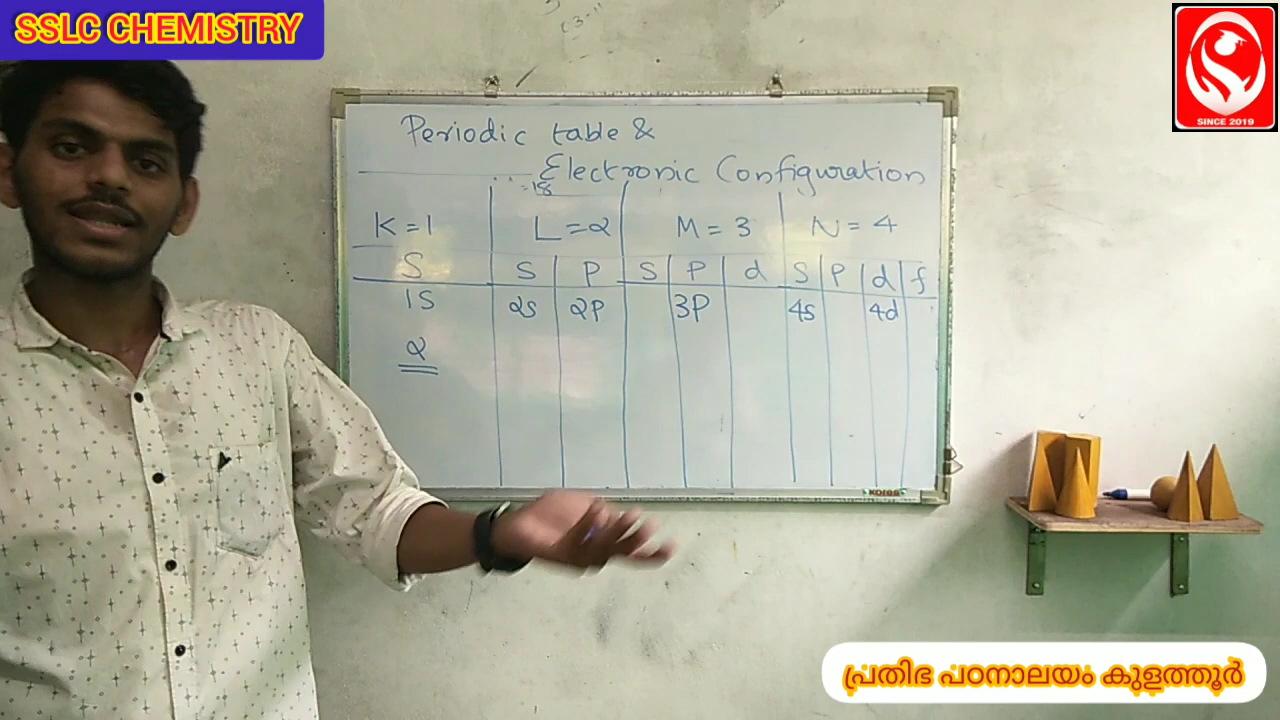 SSLC CHEMISTRY
SINCE 2019
Periodic table &
Electronic Configuration
K = 1 L = 2 M = 3 N = 4
S S P S P d S P d f
1S 2S 2P 3P 4S 4d
2
KORES
പ്രതിഭ പഠനാലയം കുളത്തൂർ